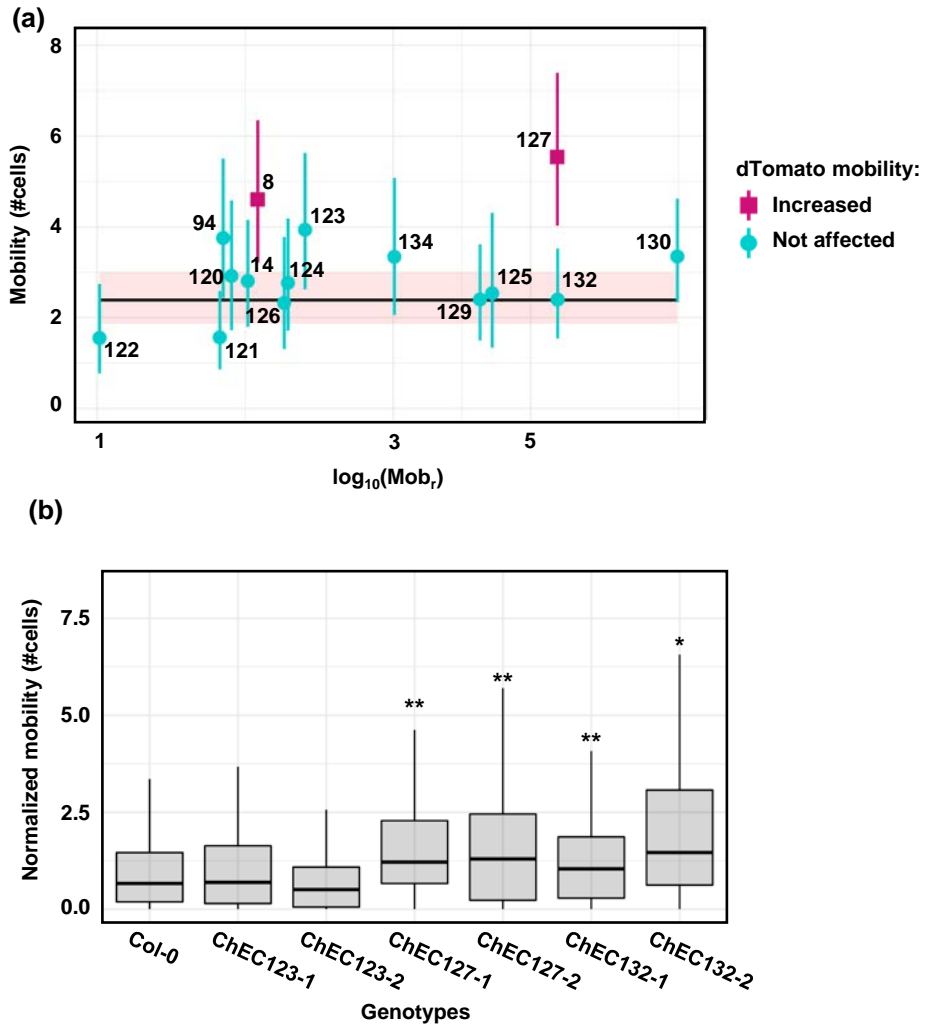 (a)
8
6
4
2
0
Mobility (#cells)
127
8
94
123
134
130
120
14
124
125
132
126
129
122
121
1
3
5
log10(Mobr)
dTomato mobility:
Increased
Not affected
(b)
7.5
5.0
2.5
0.0
Normalized mobility (#cells)
**
**
**
*
Col-0
ChEC123-1
ChEC123-2
ChEC127-1
ChEC127-2
ChEC132-1
ChEC132-2
Genotypes